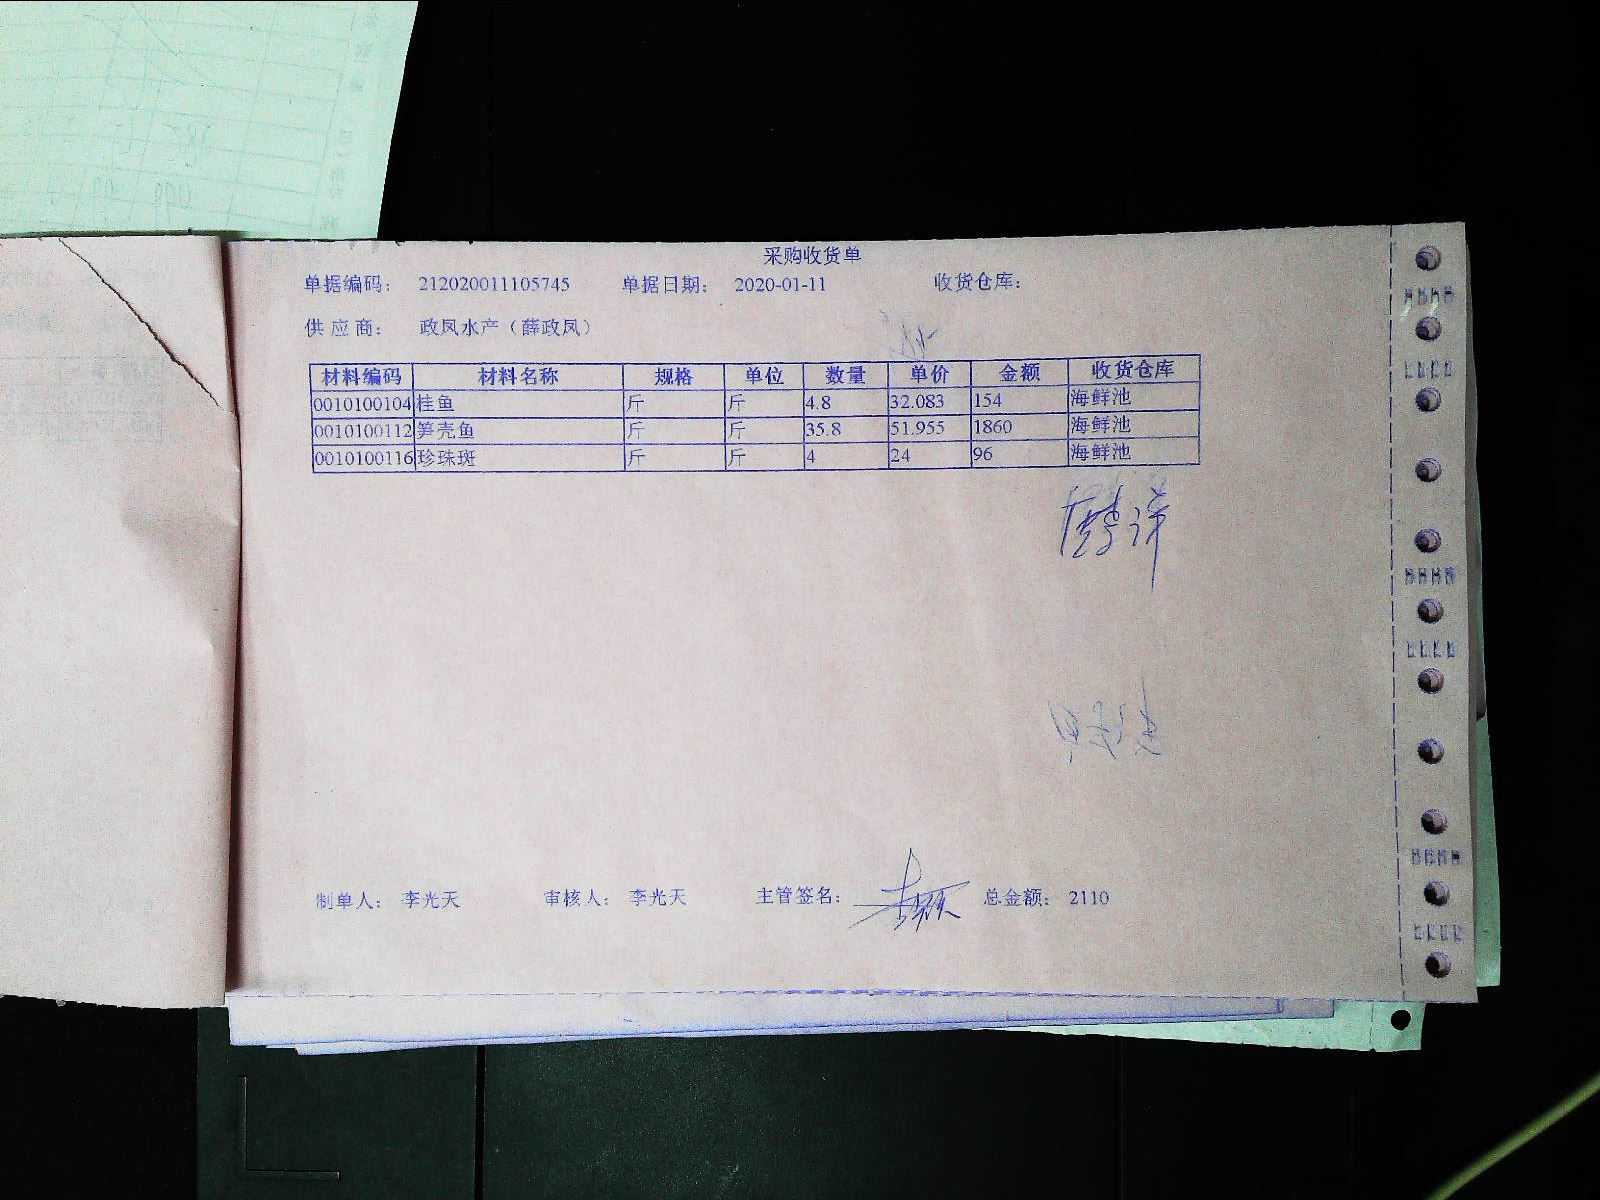 采购收货单
单据编码： 212020011105745 单据日期： 2020-01-11 收货仓库：
供应商： 政凤水产（薛政凤）
材料编码 材料名称 规格 单位 数量 单价 金额 收货仓库
0010100104 桂鱼 斤 斤 4.8 32.083 154 海鲜池
0010100112 笋壳鱼 斤 斤 35.8 51.955 1860 海鲜池
0010100116 珍珠斑 斤 斤 4 24 96 海鲜池
制单人： 李光天 审核人： 李光天 主管签名： 总金额： 2110